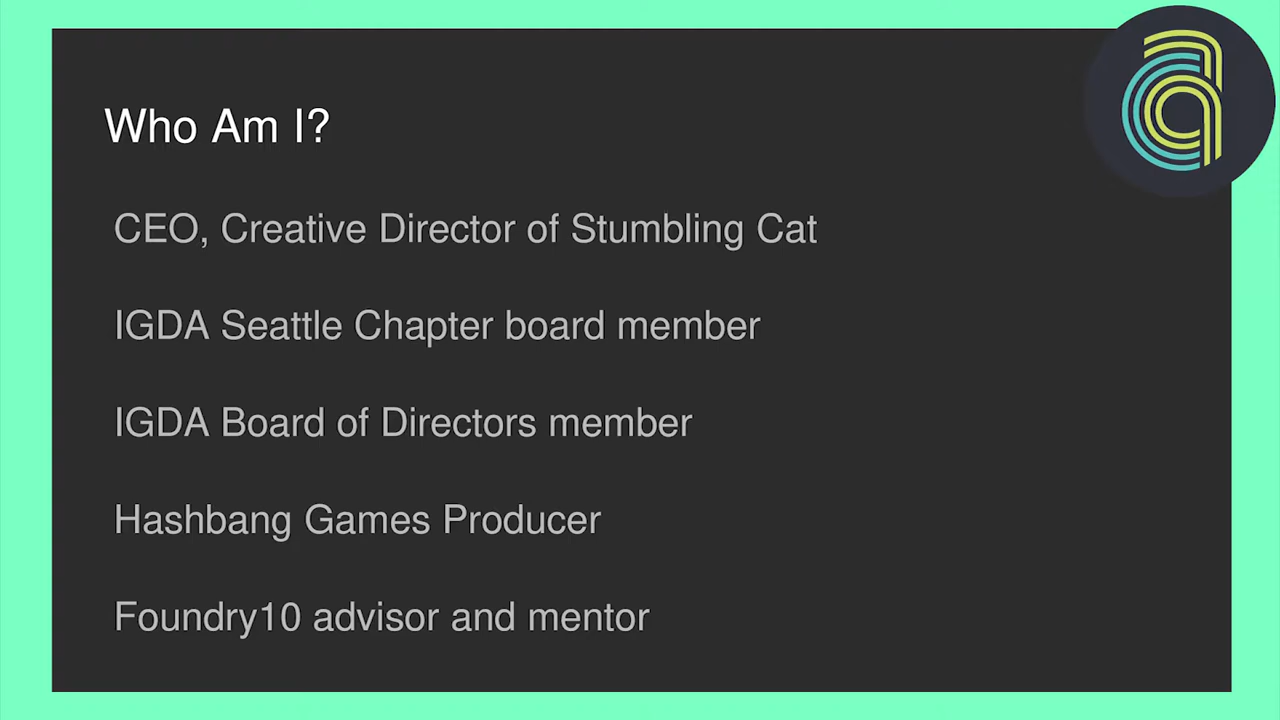 Who Am I?
CEO, Creative Director of Stumbling Cat
IGDA Seattle Chapter board member
IGDA Board of Directors member
Hashbang Games Producer
Foundry10 advisor and mentor